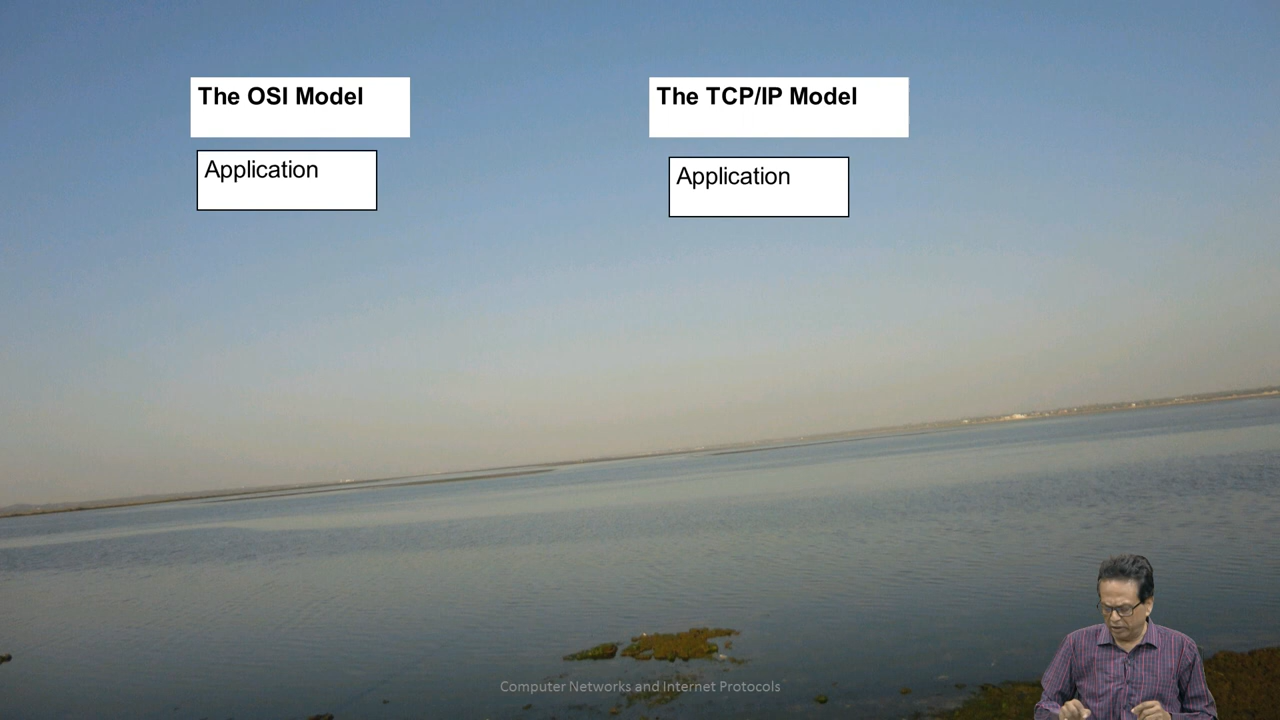 The OSI Model
The TCP/IP Model
Application
Application
Computer Networks and Internet Protocols